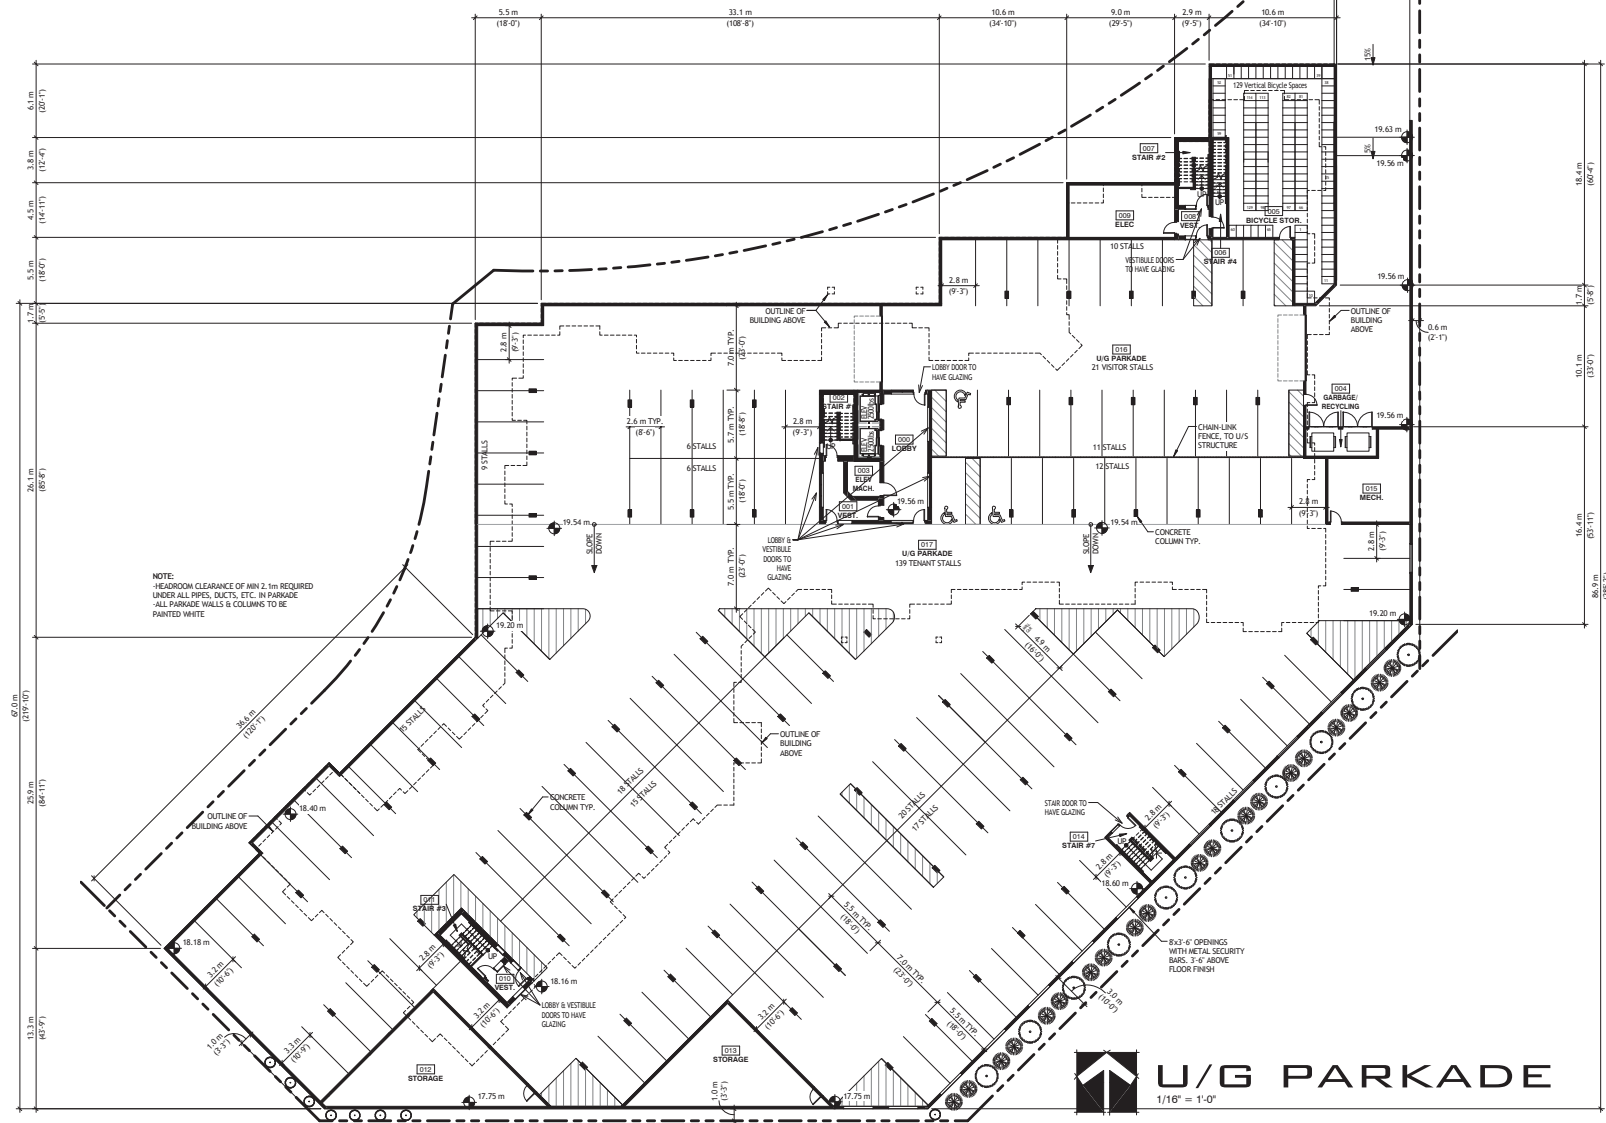 5.5 m
(18'-0")
33.1 m
(108'-8")
10.6 m
(34'-10")
9.0 m
(29'-5")
2.9 m
(9'-5")
10.6 m
(34'-10")
6.1 m
(20'-1")
3.8 m
(12'-4")
4.5 m
(14'-11")
5.5 m
(18'-0")
1.7 m
(5'-5")
26.1 m
(85'-8")
67.0 m
(219'-10")
25.9 m
(84'-11")
13.3 m
(43'-9")
15%
129 Vertical Bicycle Spaces
19.63 m
5%
19.56 m
18.4 m
(60'-4")
007
STAIR #2
UP
UP
009
ELEC
008
VEST.
005
BICYCLE STOR.
006
STAIR #4
10 STALLS
VESTIBULE DOORS
TO HAVE GLAZING
2.8 m
(9'-3")
19.56 m
1.7 m
(5'-8")
OUTLINE OF
BUILDING ABOVE
OUTLINE OF
BUILDING
ABOVE
0.6 m
(2'-1")
2.8 m
(9'-3")
7.0 m TYP.
(23'-0")
016
U/G PARKADE
21 VISITOR STALLS
LOBBY DOOR TO
HAVE GLAZING
10.1 m
(33'-0")
004
GARBAGE/
RECYCLING
19.56 m
002
STAIR #1
ELEV
2500lbs
ELEV
2500lbs
UP
000
LOBBY
2.6 m TYP.
(8'-6")
2.8 m
(9'-3")
5.7 m TYP.
(18'-8")
6 STALLS
6 STALLS
9 STALLS
CHAIN-LINK
FENCE, TO U/S
STRUCTURE
11 STALLS
12 STALLS
003
ELEV
MACH.
001
VEST.
19.56 m
5.5 m TYP.
(18'-0")
015
MECH.
2.8 m
(9'-3")
19.54 m
SLOPE
DOWN
LOBBY &
VESTIBULE
DOORS TO
HAVE
GLAZING
017
U/G PARKADE
139 TENANT STALLS
19.54 m
SLOPE
DOWN
CONCRETE
COLUMN TYP.
2.8 m
(9'-3")
16.4 m
(53'-11")
7.0 m TYP.
(23'-0")
86.9 m
NOTE:
-HEADROOM CLEARANCE OF MIN 2.1m REQUIRED
UNDER ALL PIPES, DUCTS, ETC. IN PARKADE
-ALL PARKADE WALLS & COLUMNS TO BE
PAINTED WHITE
19.20 m
19.20 m
4.9 m
(16'-0")
36.6 m
(120'-1")
15 STALLS
OUTLINE OF
BUILDING
ABOVE
18 STALLS
15 STALLS
CONCRETE
COLUMN TYP.
18.40 m
OUTLINE OF
BUILDING ABOVE
20 STALLS
17 STALLS
STAIR DOOR TO
HAVE GLAZING
2.8 m
(9'-3")
18 STALLS
014
STAIR #7
UP
2.8 m
(9'-3")
18.60 m
011
STAIR #3
UP
2.8 m
(9'-3")
010
VEST.
18.16 m
LOBBY & VESTIBULE
DOORS TO HAVE
GLAZING
5.5 m TYP.
(18'-0")
7.0 m TYP.
(23'-0")
5.5 m TYP.
(18'-0")
8'x3'-6" OPENINGS
WITH METAL SECURITY
BARS. 3'-6" ABOVE
FLOOR FINISH
3.0 m
(10'-0")
18.18 m
3.2 m
(10'-6")
3.2 m
(10'-6")
3.2 m
(10'-6")
1.0 m
(3'-3")
3.3 m
(10'-9")
012
STORAGE
013
STORAGE
17.75 m
1.0 m
(3'-3")
17.75 m
U/G PARKADE
1/16" = 1'-0"